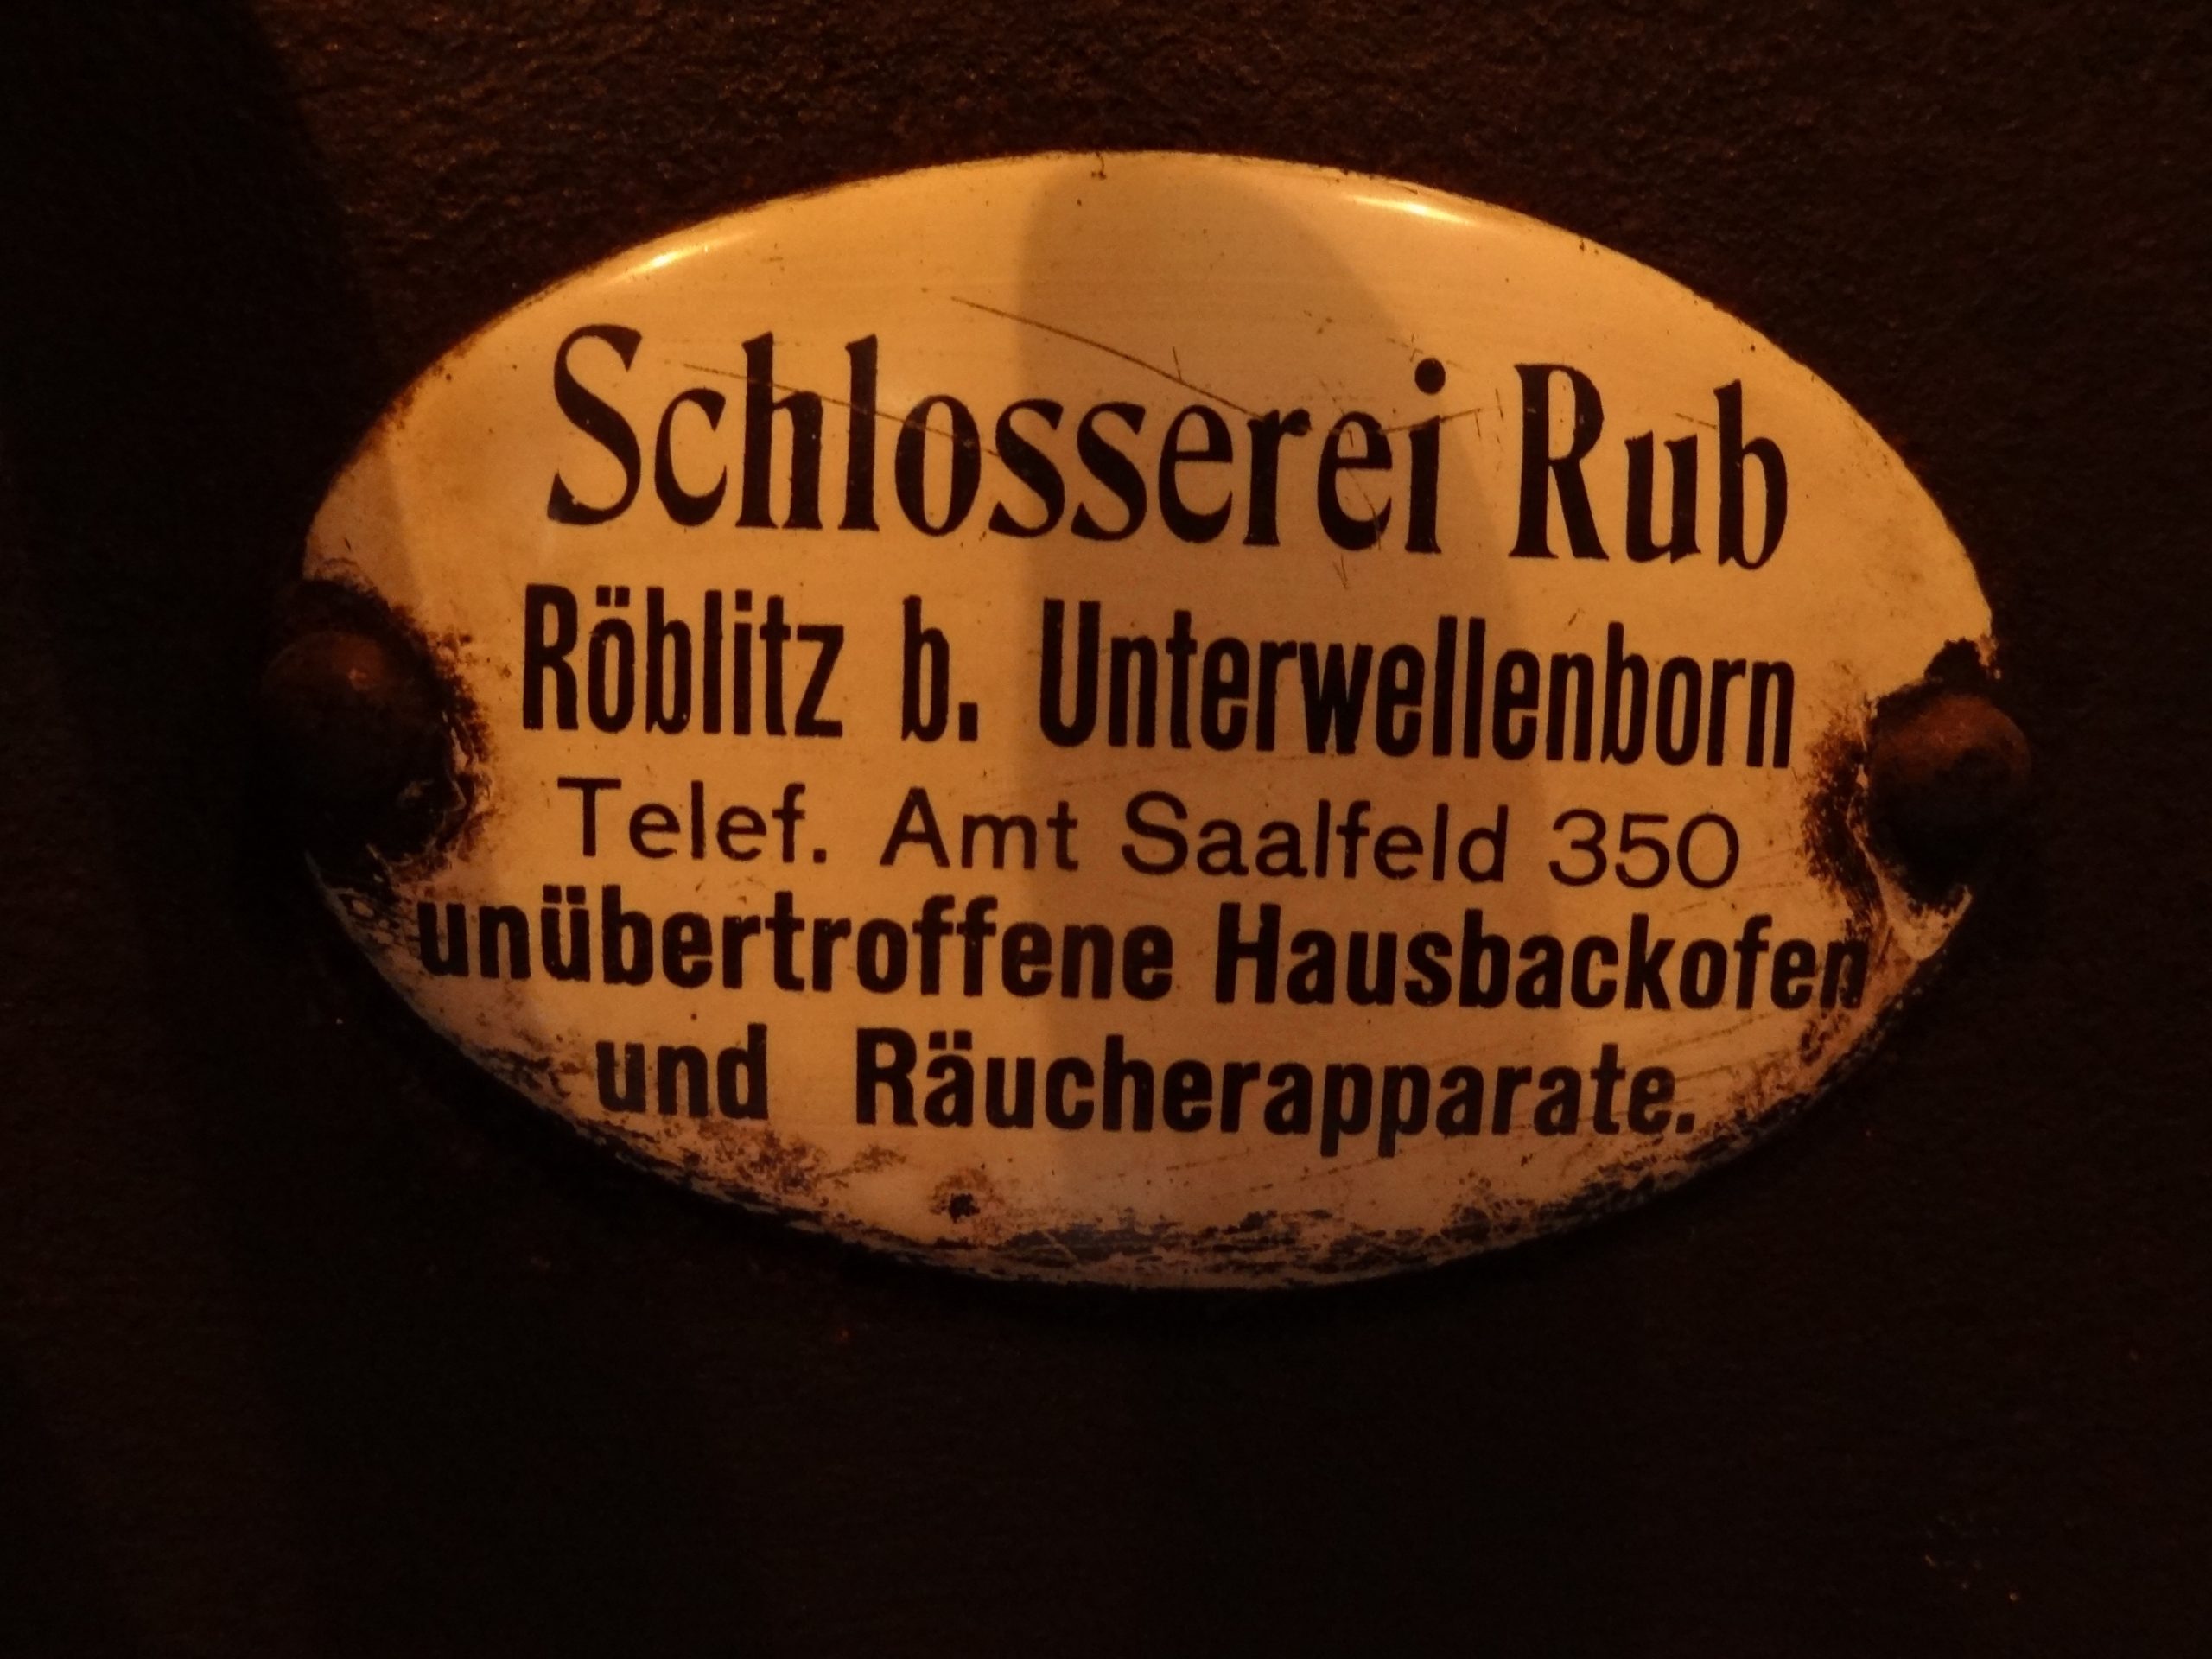 Schlosserei Rub
Röblitz b. Unterwellenborn
Telef. Amt Saalfeld 350
unübertroffene Hausbackofen
und Räucherapparate.